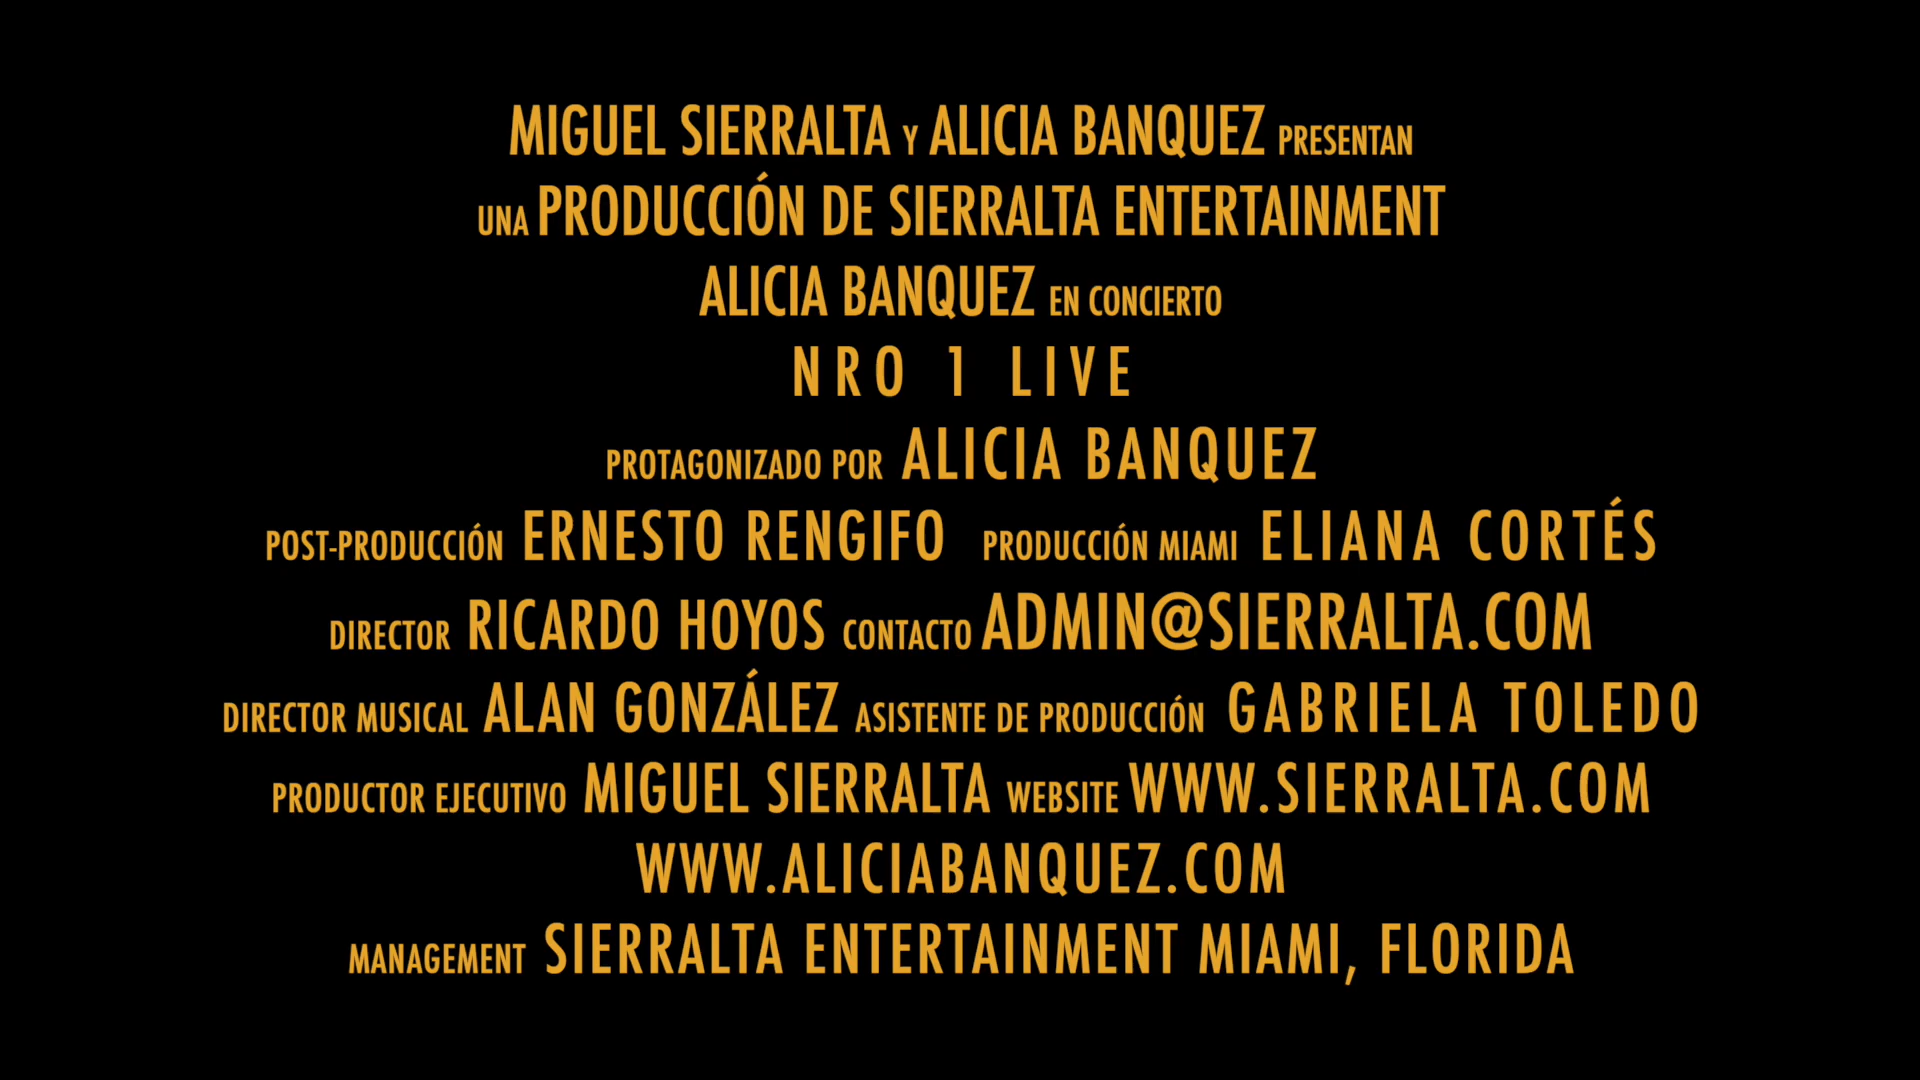 MIGUEL SIERRALTA Y ALICIA BANQUEZ PRESENTAN
UNA PRODUCCIÓN DE SIERRALTA ENTERTAINMENT
ALICIA BANQUEZ EN CONCIERTO
NRO 1 LIVE
PROTAGONIZADO POR ALICIA BANQUEZ
POST-PRODUCCIÓN ERNESTO RENGIFO PRODUCCIÓN MIAMI ELIANA CORTÉS
DIRECTOR RICARDO HOYOS CONTACTO ADMIN@SIERRALTA.COM
DIRECTOR MUSICAL ALAN GONZÁLEZ ASISTENTE DE PRODUCCIÓN GABRIELA TOLEDO
PRODUCTOR EJECUTIVO MIGUEL SIERRALTA WEBSITE WWW.SIERRALTA.COM
WWW.ALICIABANQUEZ.COM
MANAGEMENT SIERRALTA ENTERTAINMENT MIAMI, FLORIDA